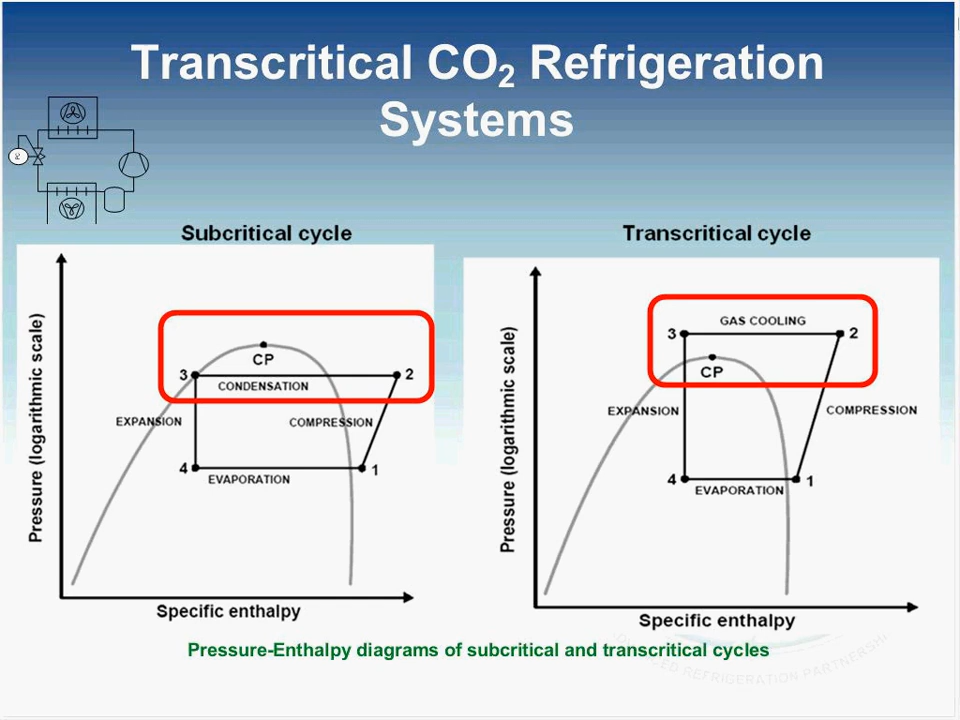 Transcritical CO₂ Refrigeration
Systems
Subcritical cycle
Pressure (logarithmic scale)
CP
3
2
CONDENSATION
EXPANSION
COMPRESSION
4
1
EVAPORATION
Specific enthalpy
Transcritical cycle
Pressure (logarithmic scale)
GAS COOLING
3
2
CP
EXPANSION
COMPRESSION
4
1
EVAPORATION
Specific enthalpy
Pressure-Enthalpy diagrams of subcritical and transcritical cycles
REFRIGERATION PARTNERSHI